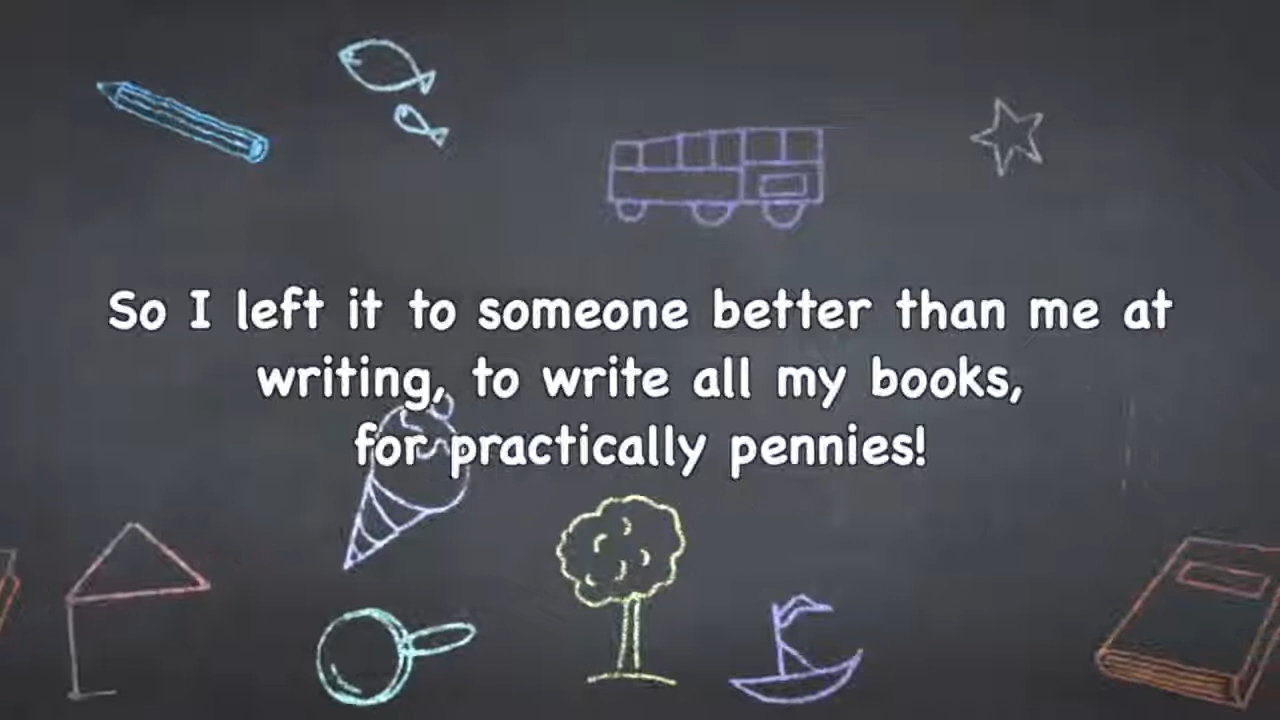 So I left it to someone better than me at
writing, to write all my books,
for practically pennies!